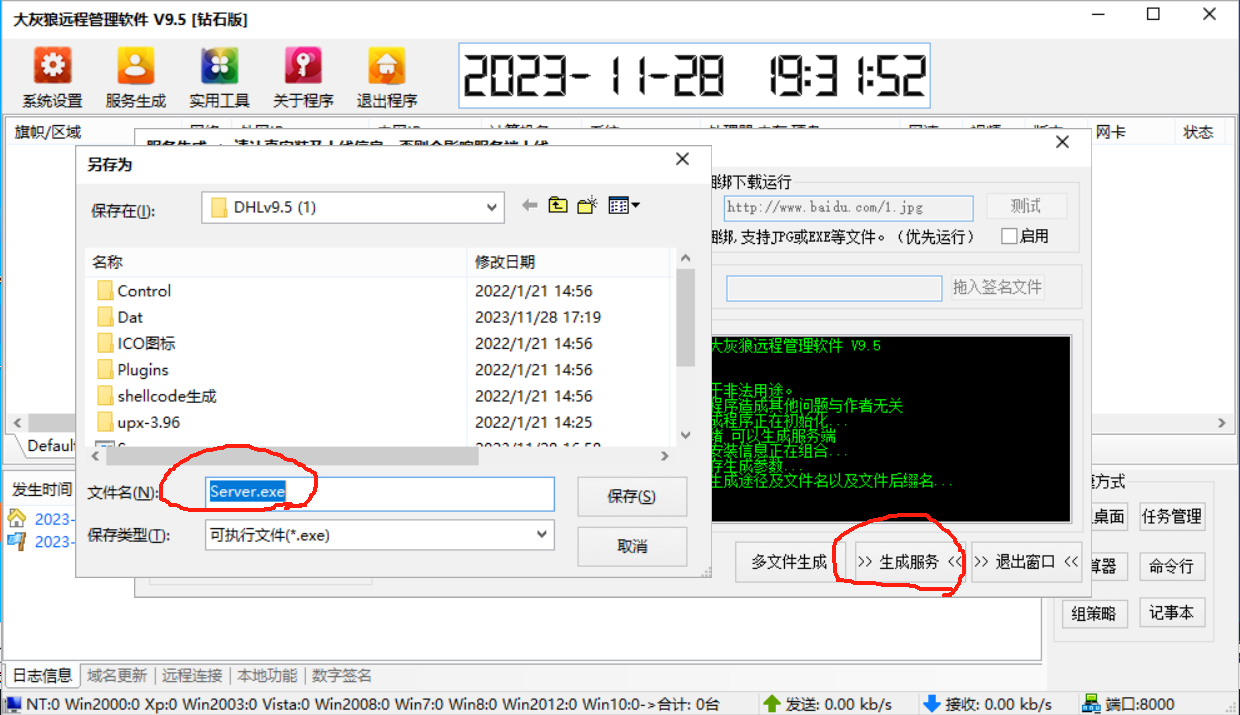 大灰狼远程管理软件 V9.5 [钻石版]
系统设置 服务生成 实用工具 关于程序 退出程序
2023-11-28 19:31:52
旗帜/区域 网卡 状态
另存为
保存在(I): DHLv9.5 (1)
绑下载运行
http://www.baidu.com/1.jpg 测试
绑,支持JPG或EXE等文件。（优先运行） 启用
拖入签名文件
名称 修改日期
Control 2022/1/21 14:56
Dat 2023/11/28 17:19
ICO图标 2022/1/21 14:56
Plugins 2022/1/21 14:56
shellcode生成 2022/1/21 14:56
upx-3.96 2022/1/21 14:25
大灰狼远程管理软件 V9.5
于非法用途。
程序造成其他问题与作者无关
成程序正在初始化...
可以生成服务端
安装信息正在组合...
存生成参数...
生成途径及文件名以及文件后缀名...
Default
文件名(N): Server.exe 保存(S)
保存类型(T): 可执行文件(*.exe) 取消
多文件生成 >> 生成服务 << >> 退出窗口 <<
发生时间
2023-
2023-
方式
桌面 任务管理
算器 命令行
组策略 记事本
日志信息 域名更新 远程连接 本地功能 数字签名
NT:0 Win2000:0 Xp:0 Win2003:0 Vista:0 Win2008:0 Win7:0 Win8:0 Win2012:0 Win10:0->合计: 0台 发送: 0.00 kb/s 接收: 0.00 kb/s 端口:8000